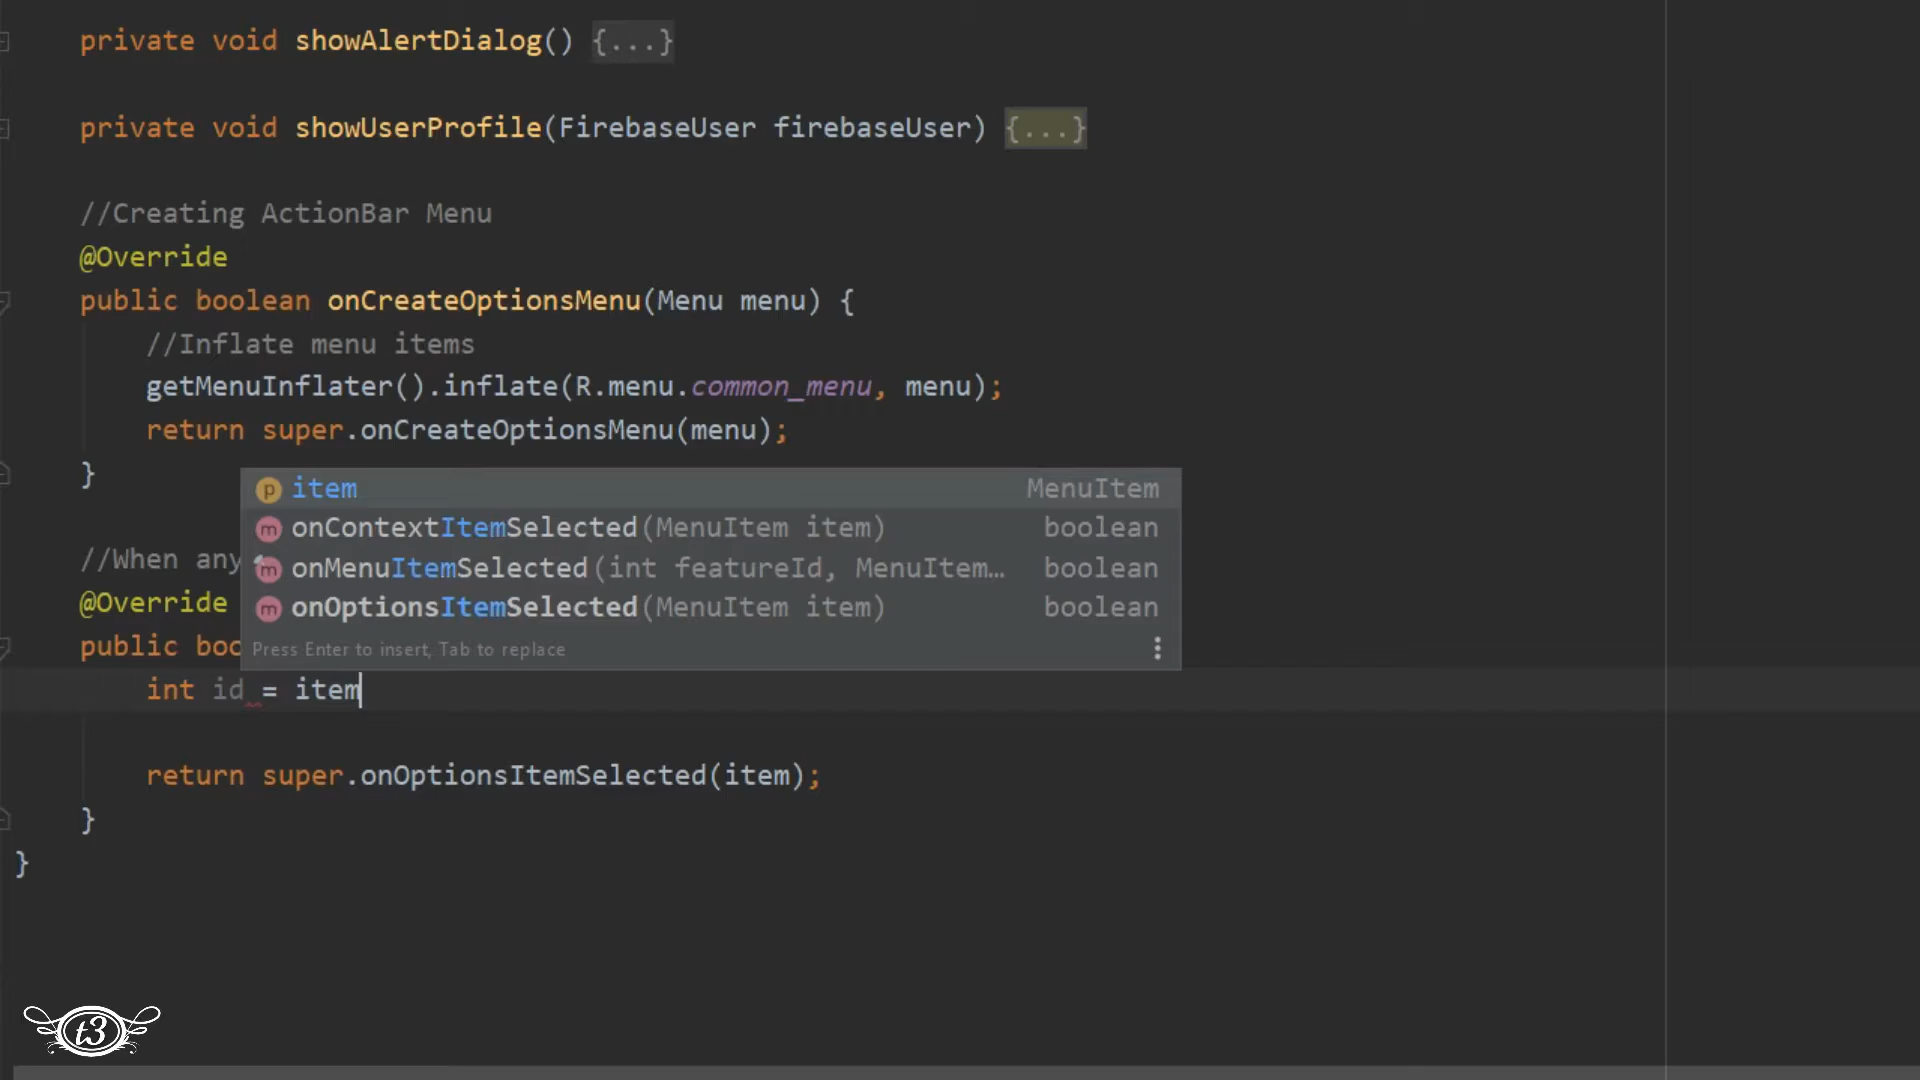 private void showAlertDialog() {...}
private void showUserProfile(FirebaseUser firebaseUser) {...}
//Creating ActionBar Menu
@Override
public boolean onCreateOptionsMenu(Menu menu) {
//Inflate menu items
getMenuInflater().inflate(R.menu.common_menu, menu);
return super.onCreateOptionsMenu(menu);
}
p item MenuItem
m onContextItemSelected(MenuItem item) boolean
//When any
m onMenuItemSelected(int featureId, MenuItem… boolean
@Override
m onOptionsItemSelected(MenuItem item) boolean
public boo
Press Enter to insert, Tab to replace
int id = item
return super.onOptionsItemSelected(item);
}
}
t3